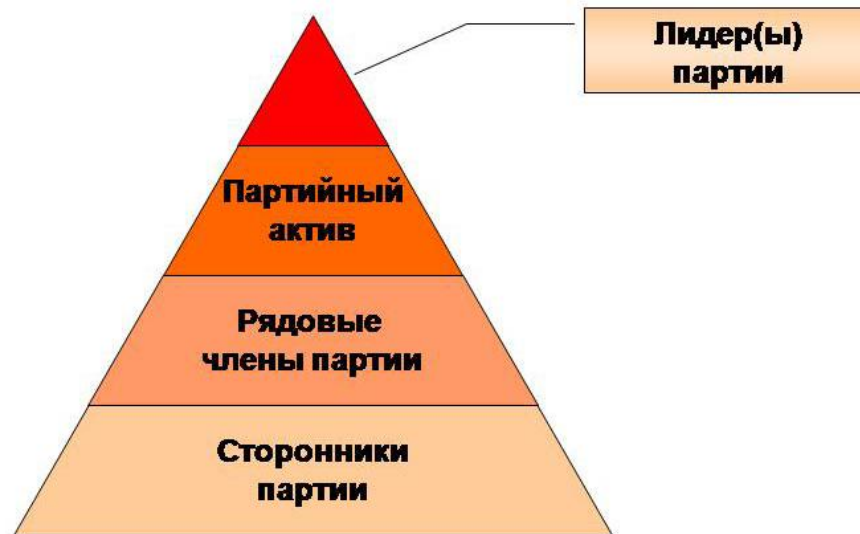 Лидер(ы)
партии
Партийный
актив
Рядовые
члены партии
Сторонники
партии